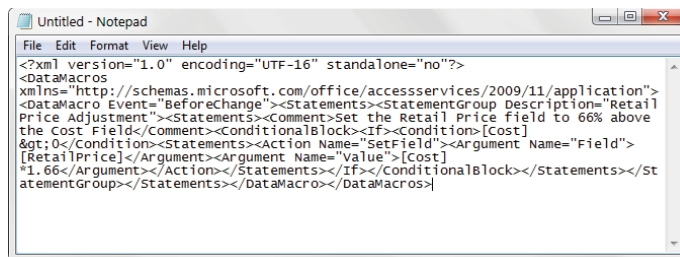 Untitled - Notepad
File Edit Format View Help
<?xml version="1.0" encoding="UTF-16" standalone="no"?>
<DataMacros
xmlns="http://schemas.microsoft.com/office/accessservices/2009/11/application">
<DataMacro Event="BeforeChange"><Statements><StatementGroup Description="Retail
Price Adjustment"><Statements><Comment>Set the Retail Price field to 66% above
the Cost Field</Comment><ConditionalBlock><If><Condition>[Cost]
&gt;0</Condition><Statements><Action Name="SetField"><Argument Name="Field">
[RetailPrice]</Argument><Argument Name="Value">[Cost]
*1.66</Argument></Action></Statements></If></ConditionalBlock></Statements></St
atementGroup></Statements></DataMacro></DataMacros>